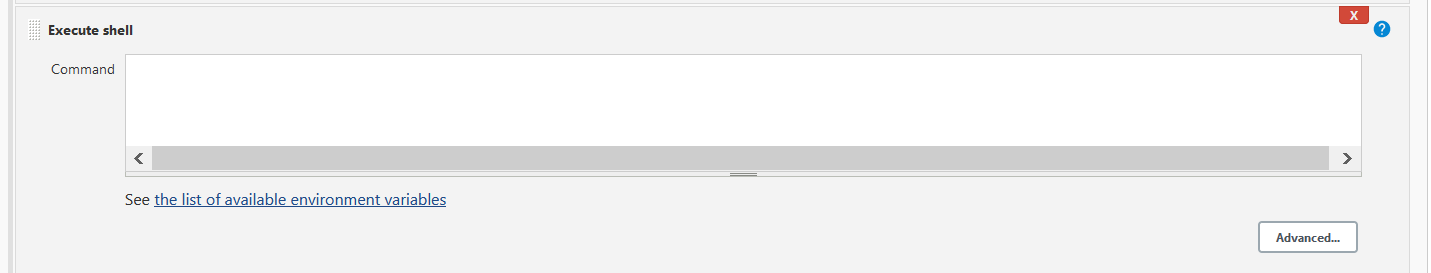 X
Execute shell
?
Command
See the list of available environment variables
Advanced...